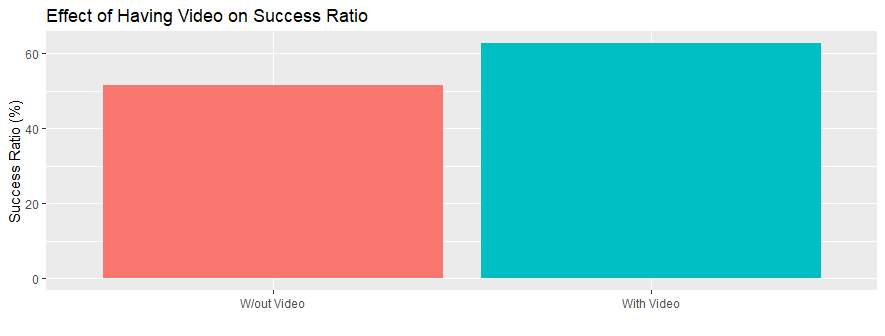 Effect of Having Video on Success Ratio
Success Ratio (%)
60
40
20
0
W/out Video
With Video